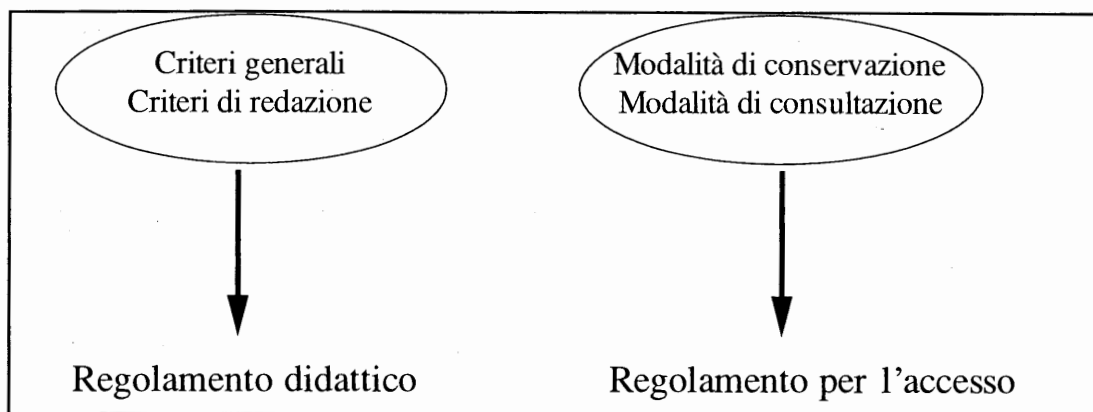 Criteri generali
Criteri di redazione
Modalità di conservazione
Modalità di consultazione
Regolamento didattico
Regolamento per l'accesso